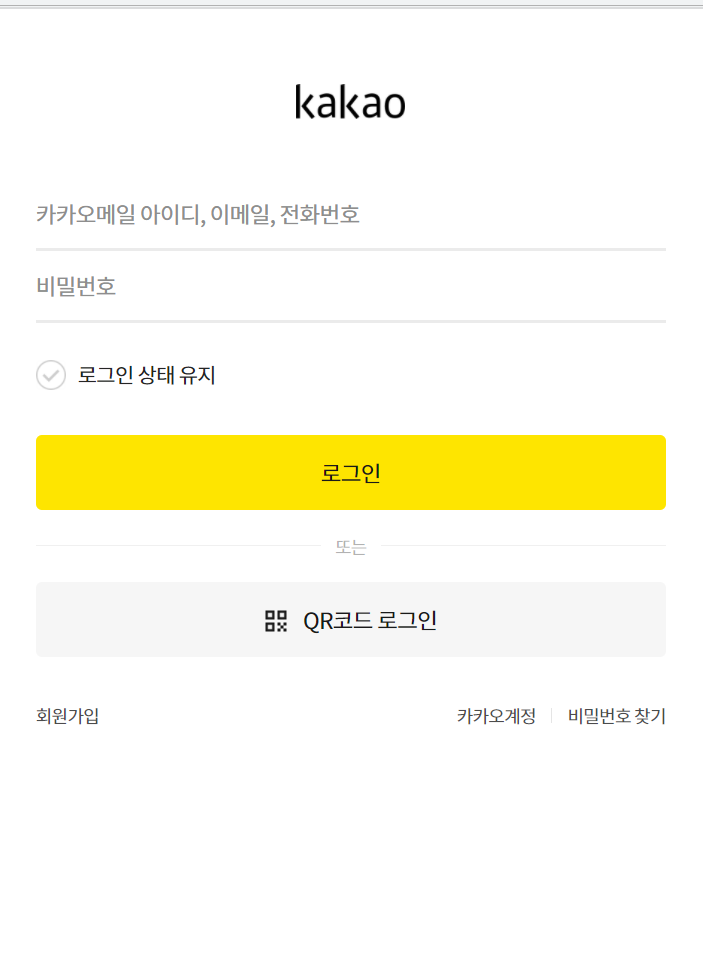 kakao
카카오메일 아이디, 이메일, 전화번호
비밀번호
로그인 상태 유지
로그인
또는
QR코드 로그인
회원가입 카카오계정 비밀번호 찾기